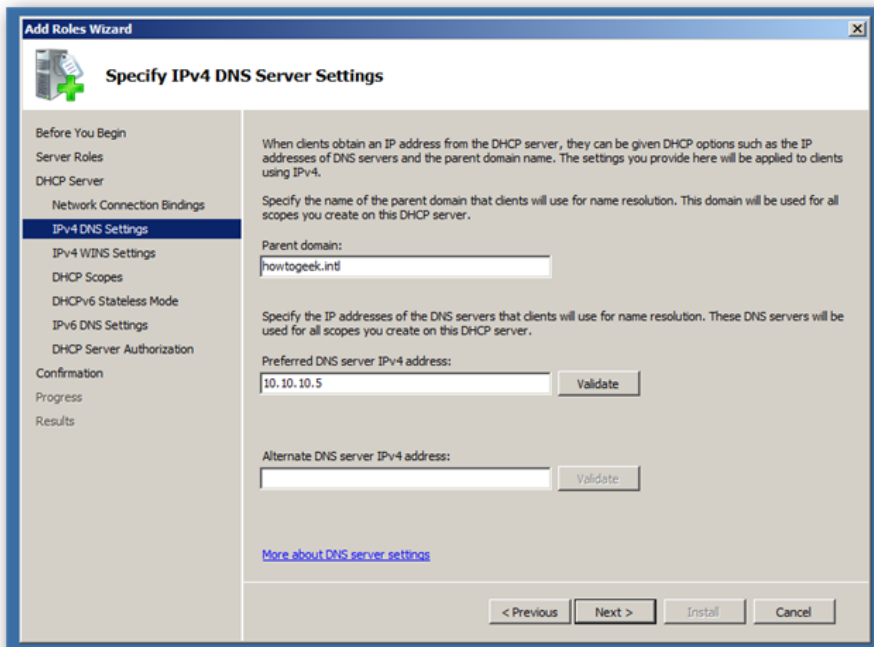 Add Roles Wizard
Specify IPv4 DNS Server Settings
Before You Begin
Server Roles
DHCP Server
Network Connection Bindings
IPv4 DNS Settings
IPv4 WINS Settings
DHCP Scopes
DHCPv6 Stateless Mode
IPv6 DNS Settings
DHCP Server Authorization
Confirmation
Progress
Results
When clients obtain an IP address from the DHCP server, they can be given DHCP options such as the IP
addresses of DNS servers and the parent domain name. The settings you provide here will be applied to clients
using IPv4.
Specify the name of the parent domain that clients will use for name resolution. This domain will be used for all
scopes you create on this DHCP server.
Parent domain:
howtogeek.intl
Specify the IP addresses of the DNS servers that clients will use for name resolution. These DNS servers will be
used for all scopes you create on this DHCP server.
Preferred DNS server IPv4 address:
10.10.10.5 Validate
Alternate DNS server IPv4 address:
Validate
More about DNS server settings
< Previous Next > Install Cancel